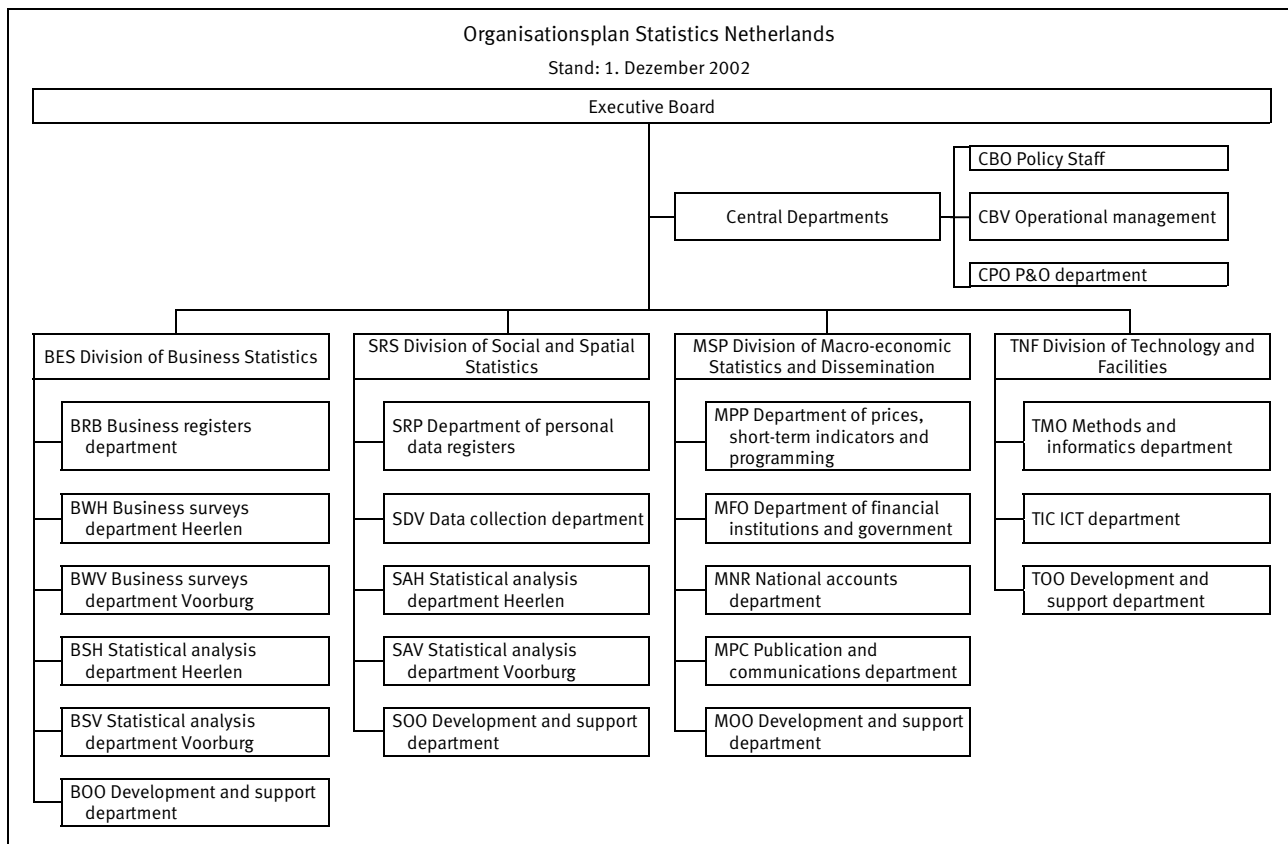 Organisationsplan Statistics Netherlands
Stand: 1. Dezember 2002
Executive Board
Central Departments
CBO Policy Staff
CBV Operational management
CPO P&O department
BES Division of Business Statistics
BRB Business registers
department
BWH Business surveys
department Heerlen
BWV Business surveys
department Voorburg
BSH Statistical analysis
department Heerlen
BSV Statistical analysis
department Voorburg
BOO Development and support
department
SRS Division of Social and Spatial
Statistics
SRP Department of personal
data registers
SDV Data collection department
SAH Statistical analysis
department Heerlen
SAV Statistical analysis
department Voorburg
SOO Development and support
department
MSP Division of Macro-economic
Statistics and Dissemination
MPP Department of prices,
short-term indicators and
programming
MFO Department of financial
institutions and government
MNR National accounts
department
MPC Publication and
communications department
MOO Development and support
department
TNF Division of Technology and
Facilities
TMO Methods and
informatics department
TIC ICT department
TOO Development and
support department